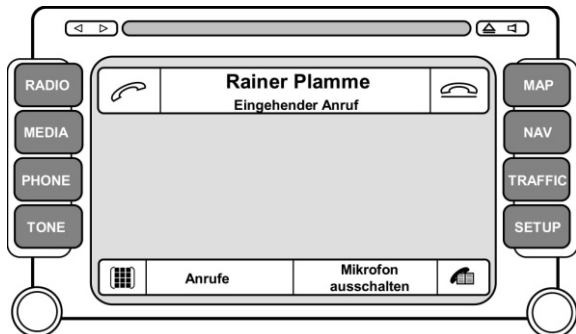 RADIO
MEDIA
PHONE
TONE
Rainer Plamme
Eingehender Anruf
Anrufe
Mikrofon
ausschalten
MAP
NAV
TRAFFIC
SETUP